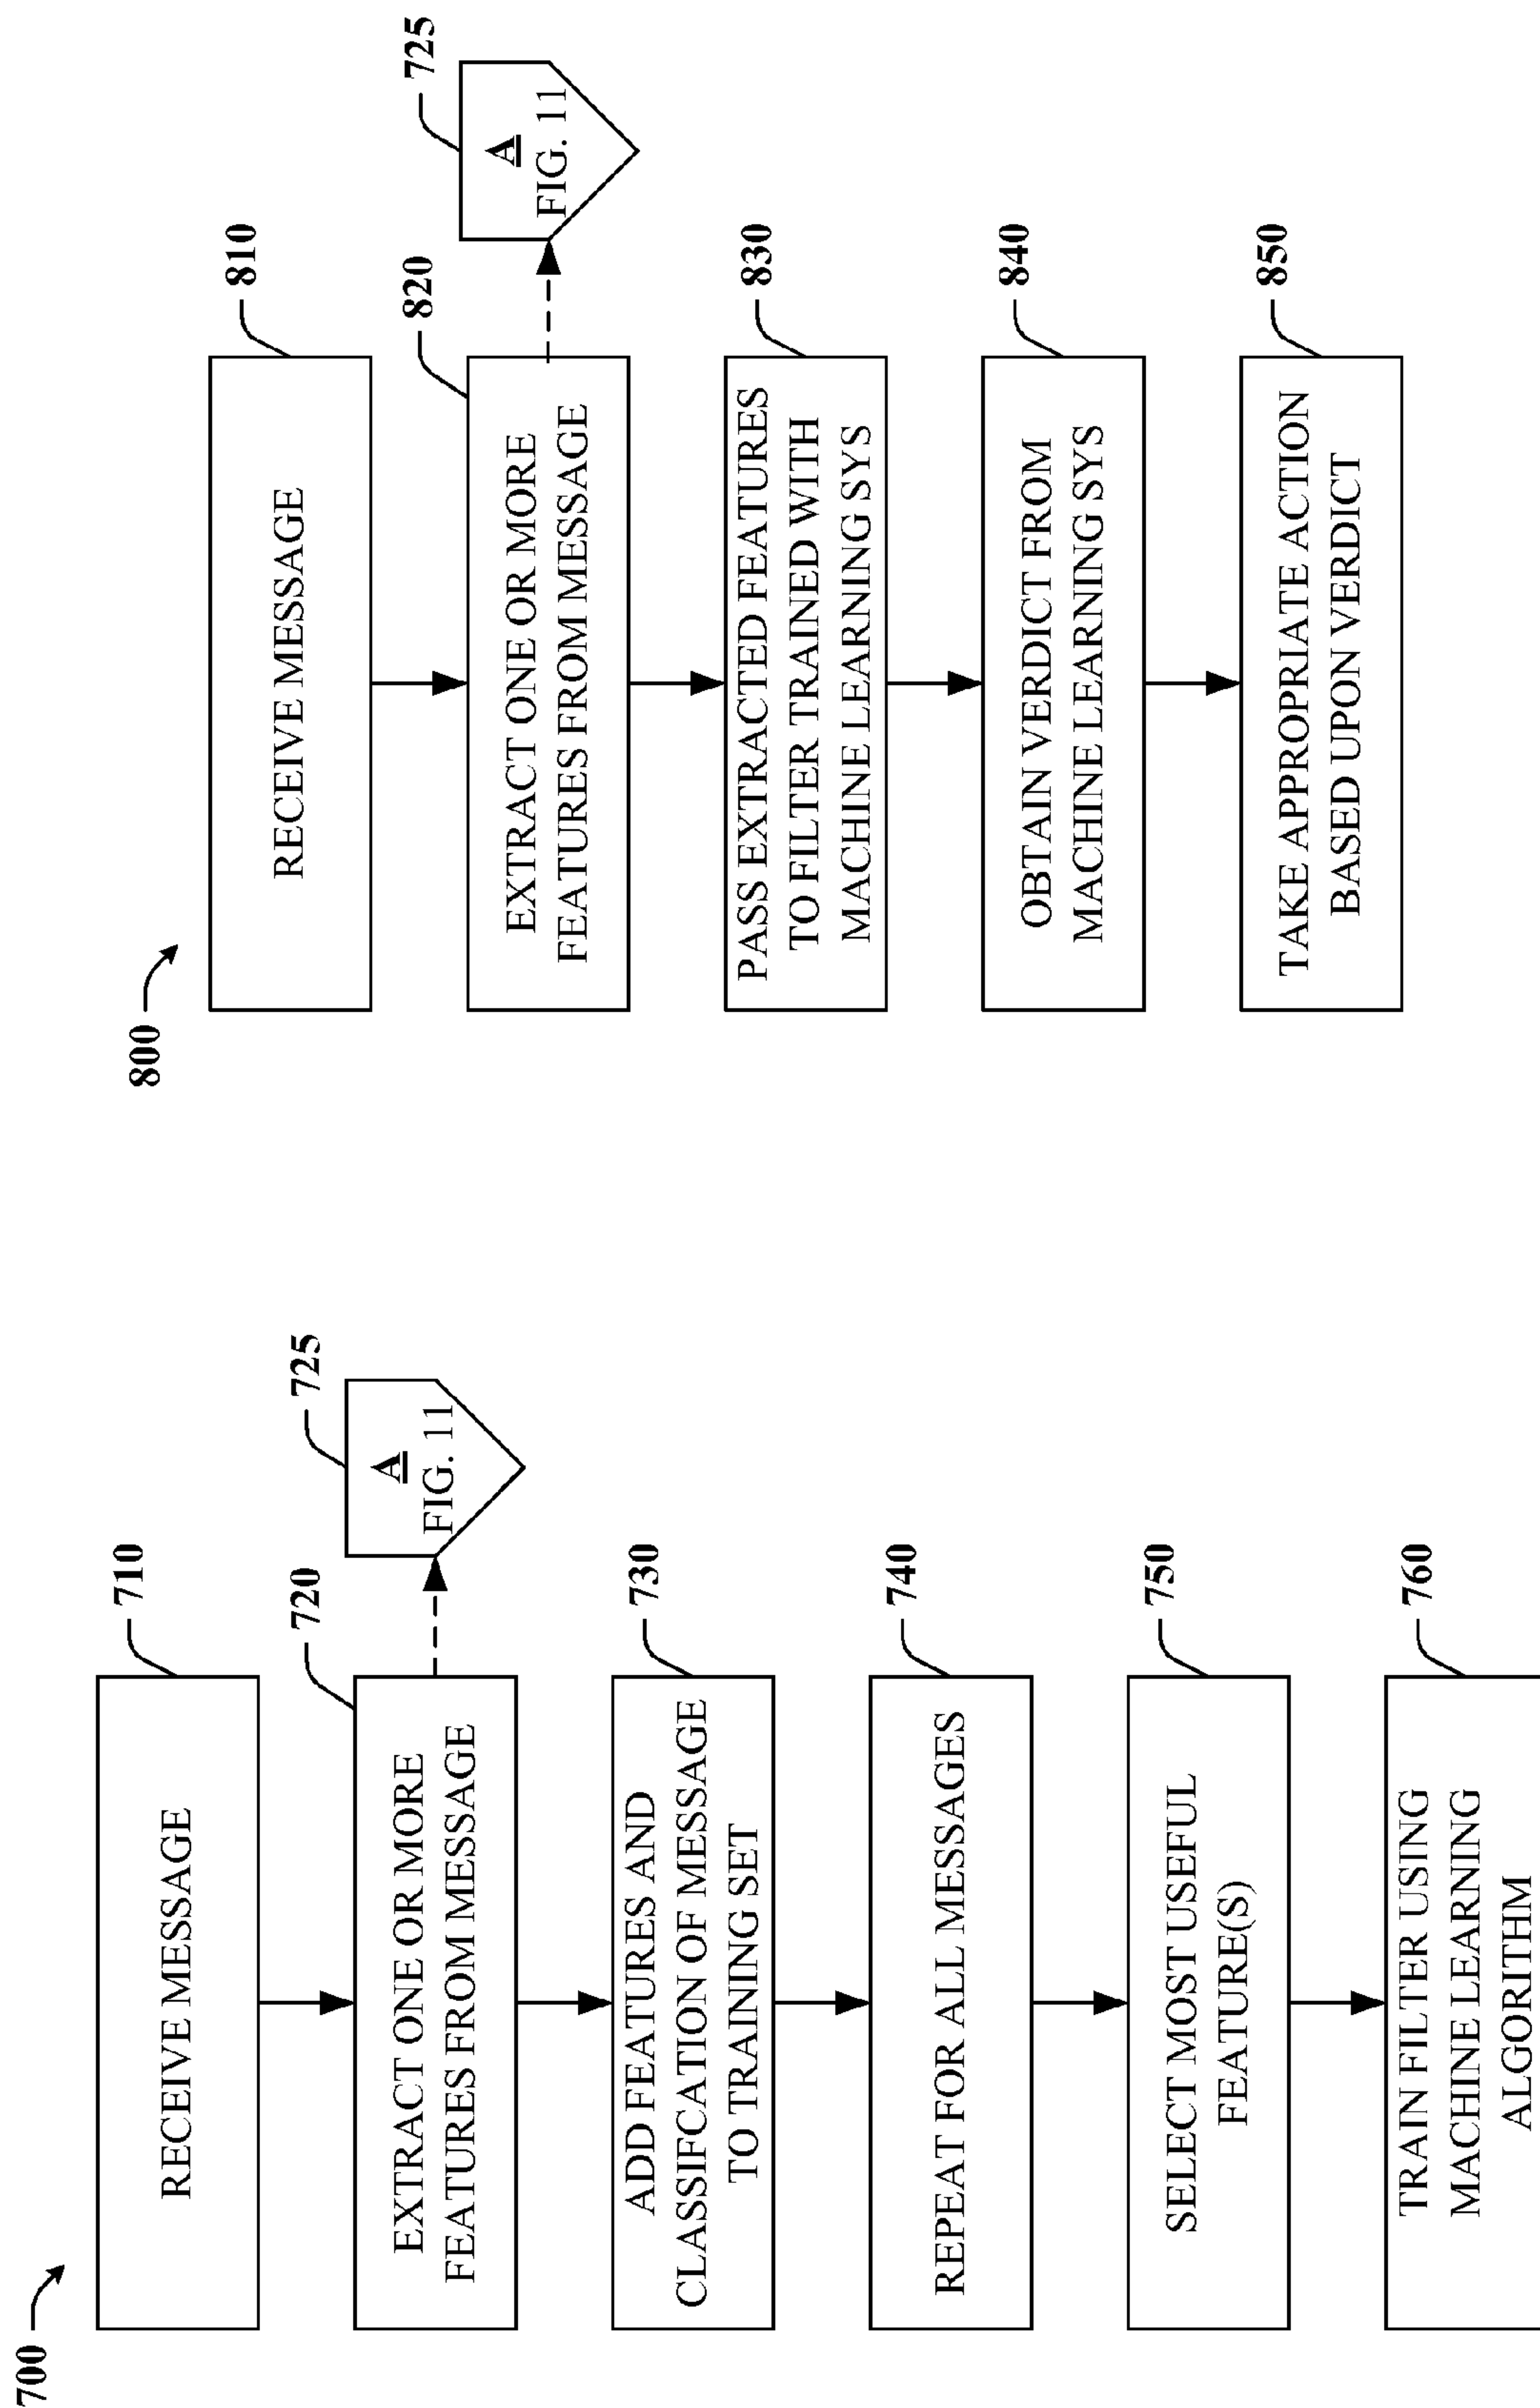 700
710
RECEIVE MESSAGE
720
EXTRACT ONE OR MORE
FEATURES FROM MESSAGE
725
A
FIG. 11
730
ADD FEATURES AND
CLASSIFCATION OF MESSAGE
TO TRAINING SET
740
REPEAT FOR ALL MESSAGES
750
SELECT MOST USEFUL
FEATURE(S)
760
TRAIN FILTER USING
MACHINE LEARNING
ALGORITHM
800
810
RECEIVE MESSAGE
820
EXTRACT ONE OR MORE
FEATURES FROM MESSAGE
725
A
FIG. 11
830
PASS EXTRACTED FEATURES
TO FILTER TRAINED WITH
MACHINE LEARNING SYS
840
OBTAIN VERDICT FROM
MACHINE LEARNING SYS
850
TAKE APPROPRIATE ACTION
BASED UPON VERDICT